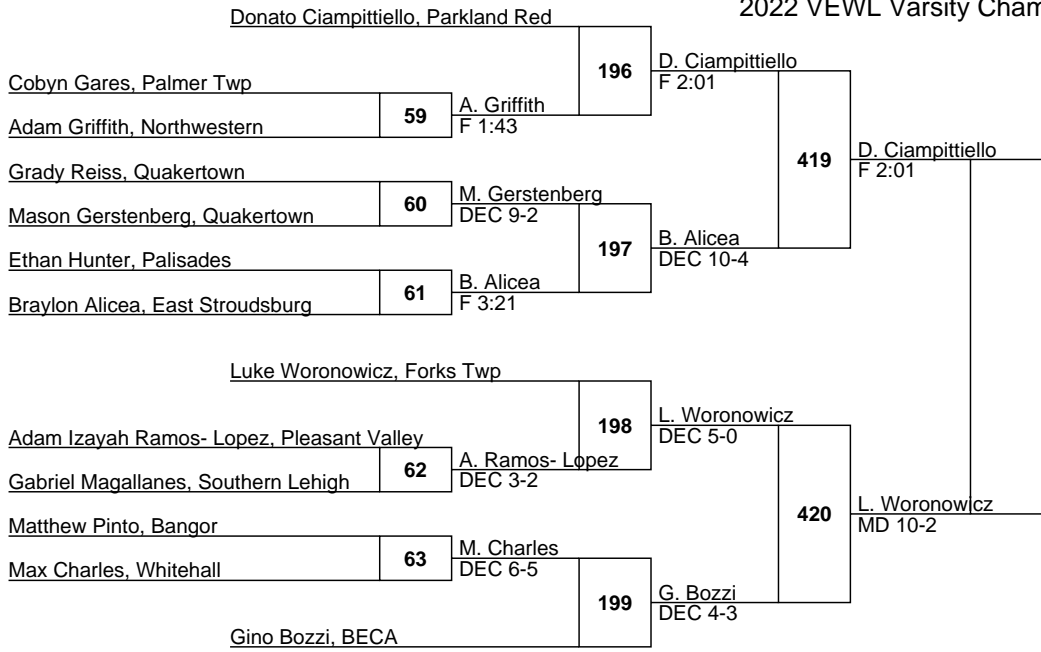 2022 VEWL Varsity Cham
Donato Ciampittiello, Parkland Red
196
D. Ciampittiello
F 2:01
Cobyn Gares, Palmer Twp
59
A. Griffith
F 1:43
Adam Griffith, Northwestern
419
D. Ciampittiello
F 2:01
Grady Reiss, Quakertown
60
M. Gerstenberg
DEC 9-2
Mason Gerstenberg, Quakertown
197
B. Alicea
DEC 10-4
Ethan Hunter, Palisades
61
B. Alicea
F 3:21
Braylon Alicea, East Stroudsburg
Luke Woronowicz, Forks Twp
198
L. Woronowicz
DEC 5-0
Adam Izayah Ramos- Lopez, Pleasant Valley
62
A. Ramos- Lopez
DEC 3-2
Gabriel Magallanes, Southern Lehigh
420
L. Woronowicz
MD 10-2
Matthew Pinto, Bangor
63
M. Charles
DEC 6-5
Max Charles, Whitehall
199
G. Bozzi
DEC 4-3
Gino Bozzi, BECA